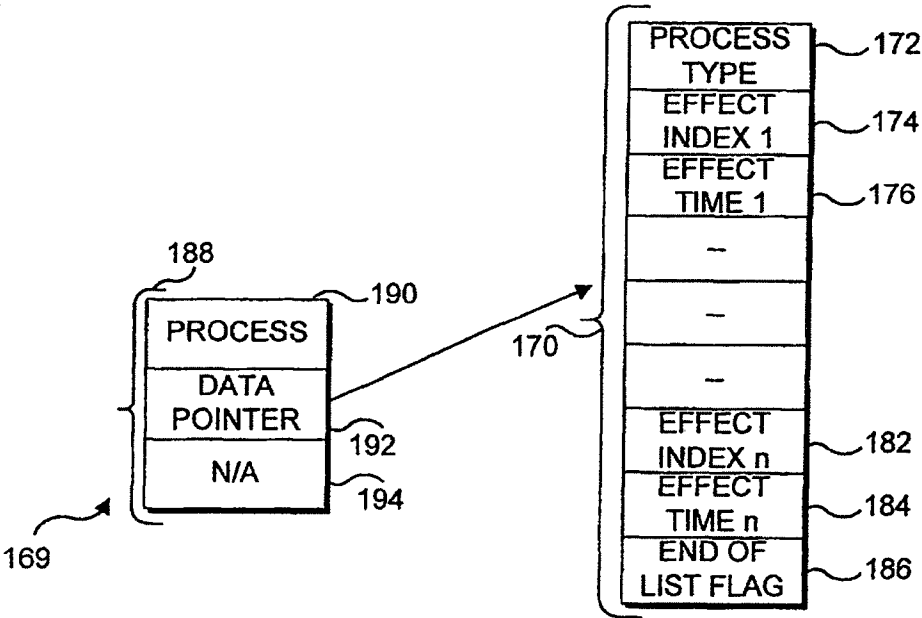 188
190
PROCESS
DATA
POINTER
192
N/A
194
169
170
PROCESS
TYPE
172
EFFECT
INDEX 1
174
EFFECT
TIME 1
176
–
–
–
EFFECT
INDEX n
182
EFFECT
TIME n
184
END OF
LIST FLAG
186